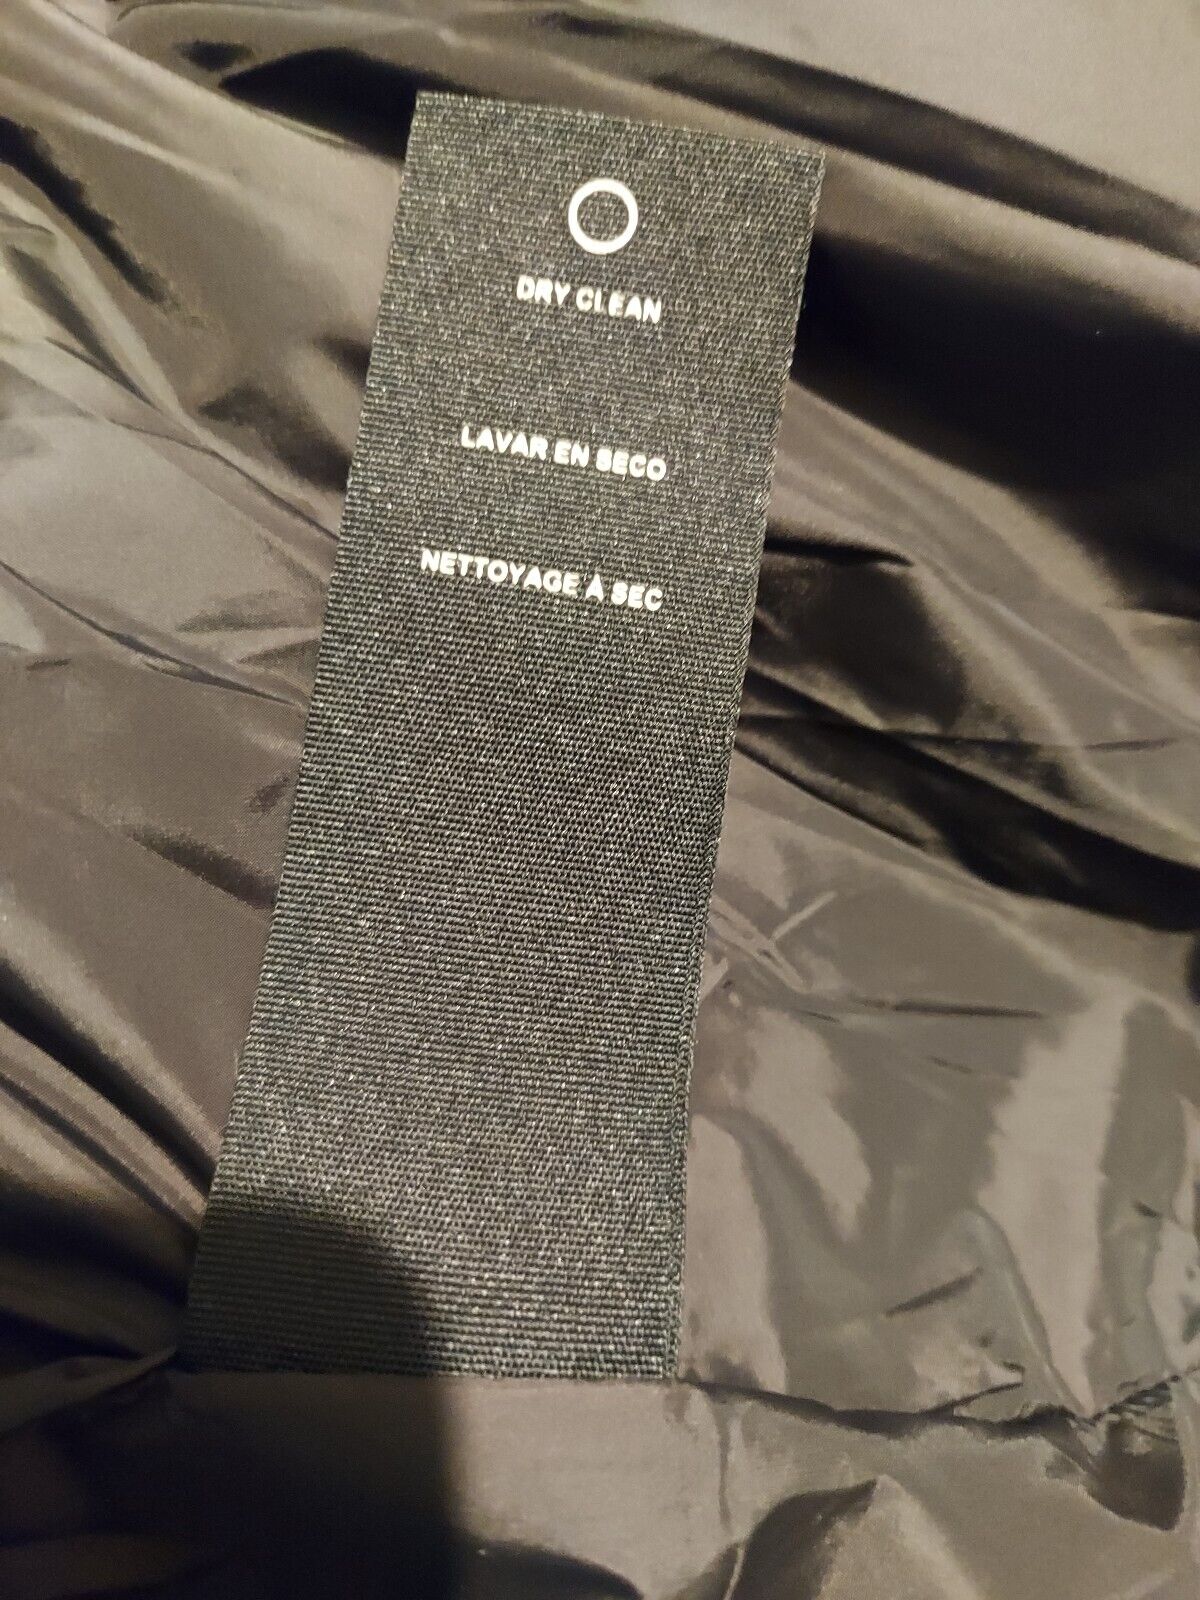 DRY CLEAN
LAVAR EN SECO
NETTOYAGE À SEC